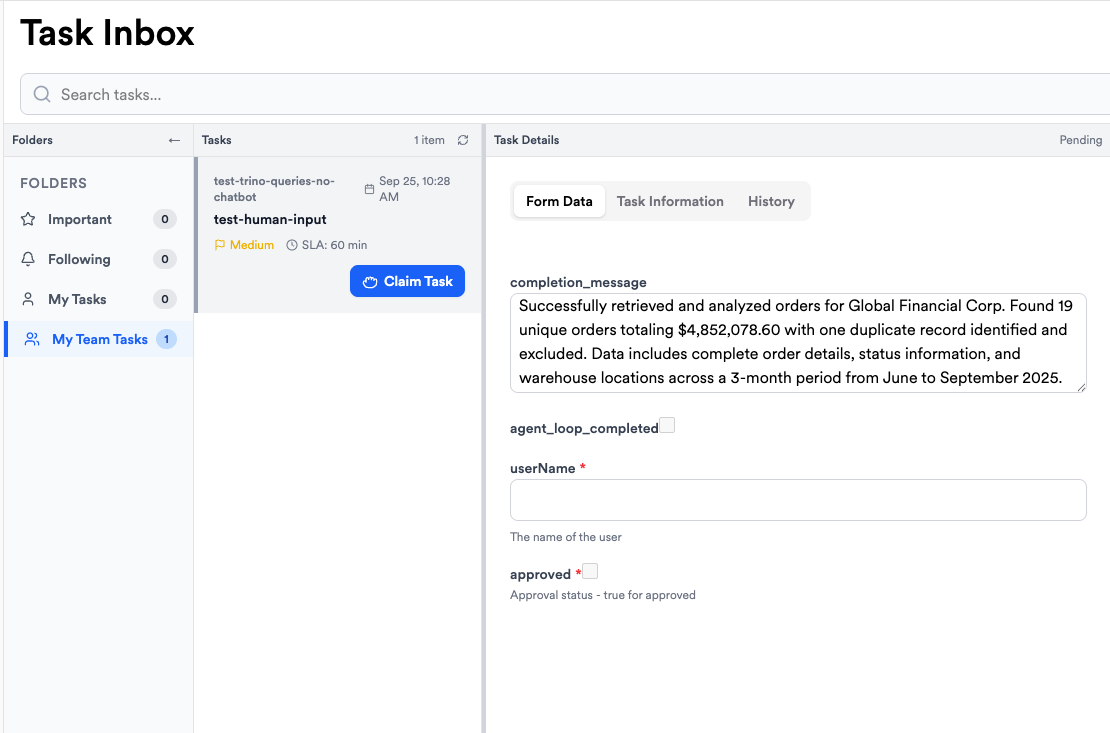 Task Inbox
Search tasks...
Folders
←
FOLDERS
Important
0
Following
0
My Tasks
0
My Team Tasks
1
Tasks
1 item
test-trino-queries-no-
chatbot
Sep 25, 10:28
AM
test-human-input
Medium
SLA: 60 min
Claim Task
Task Details
Pending
Form Data
Task Information
History
completion_message
Successfully retrieved and analyzed orders for Global Financial Corp. Found 19
unique orders totaling $4,852,078.60 with one duplicate record identified and
excluded. Data includes complete order details, status information, and
warehouse locations across a 3-month period from June to September 2025.
agent_loop_completed
userName *
The name of the user
approved *
Approval status - true for approved